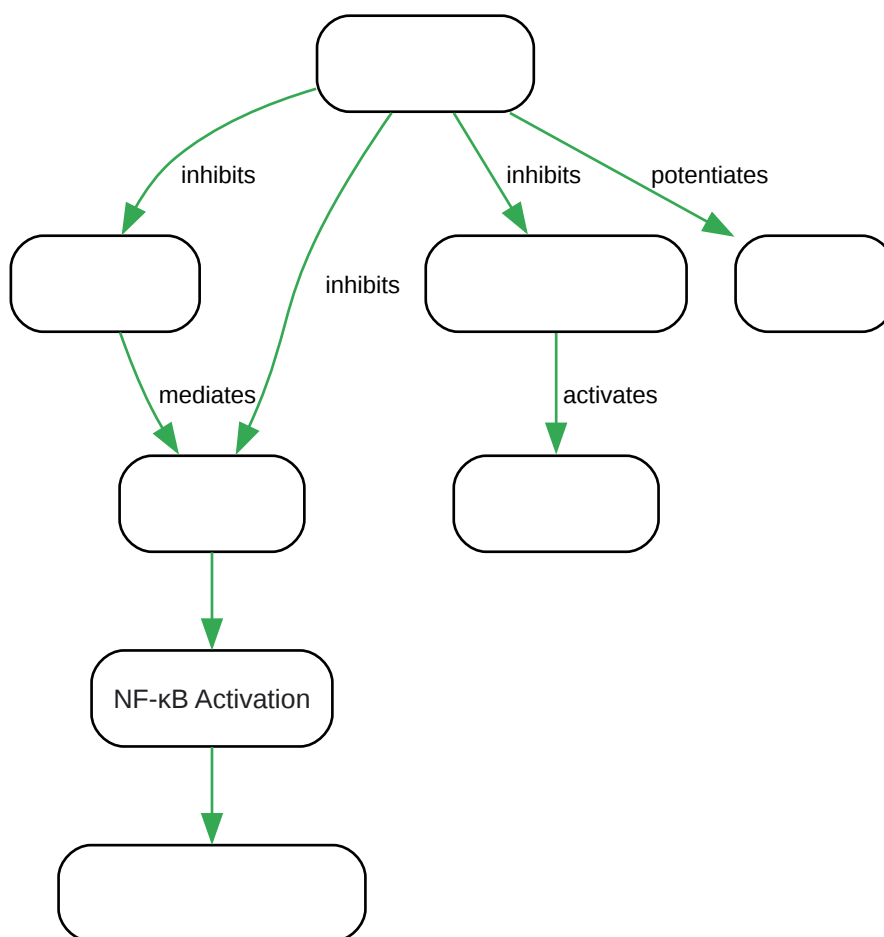 inhibits
inhibits
potentiates
inhibits
mediates
activates
NF-κB Activation